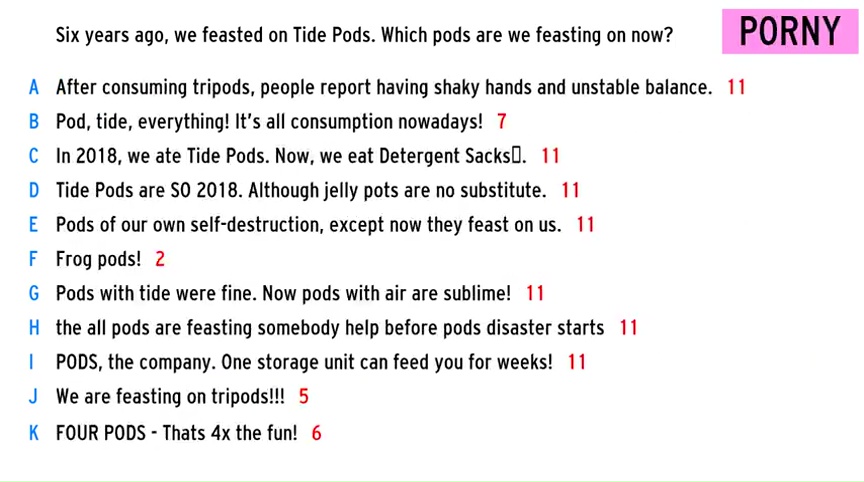 Six years ago, we feasted on Tide Pods. Which pods are we feasting on now?
PORNY
A After consuming tripods, people report having shaky hands and unstable balance. 11
B Pod, tide, everything! It's all consumption nowadays! 7
C In 2018, we ate Tide Pods. Now, we eat Detergent Sacks▯. 11
D Tide Pods are SO 2018. Although jelly pots are no substitute. 11
E Pods of our own self-destruction, except now they feast on us. 11
F Frog pods! 2
G Pods with tide were fine. Now pods with air are sublime! 11
H the all pods are feasting somebody help before pods disaster starts 11
I PODS, the company. One storage unit can feed you for weeks! 11
J We are feasting on tripods!!! 5
K FOUR PODS - Thats 4x the fun! 6